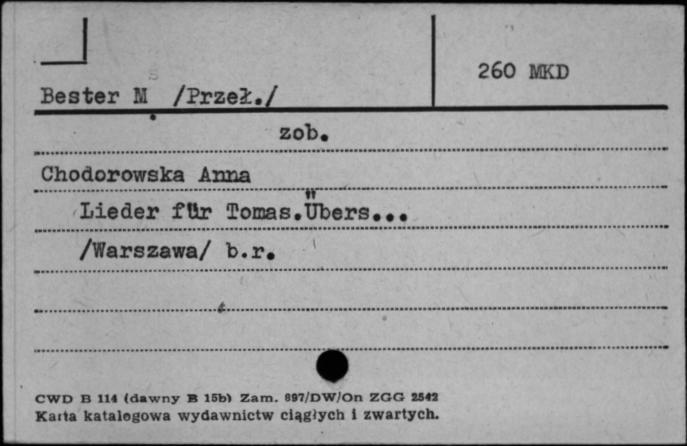 260 MKD
Bester M /Przeł./
zob.
Chodorowska Anna
Lieder für Tomas.Übers...
/Warszawa/ b.r.
CWD B 114 (dawny B 15b) Zam. 897/DW/On ZGG 2542
Karta katalogowa wydawnictw ciągłych i zwartych.